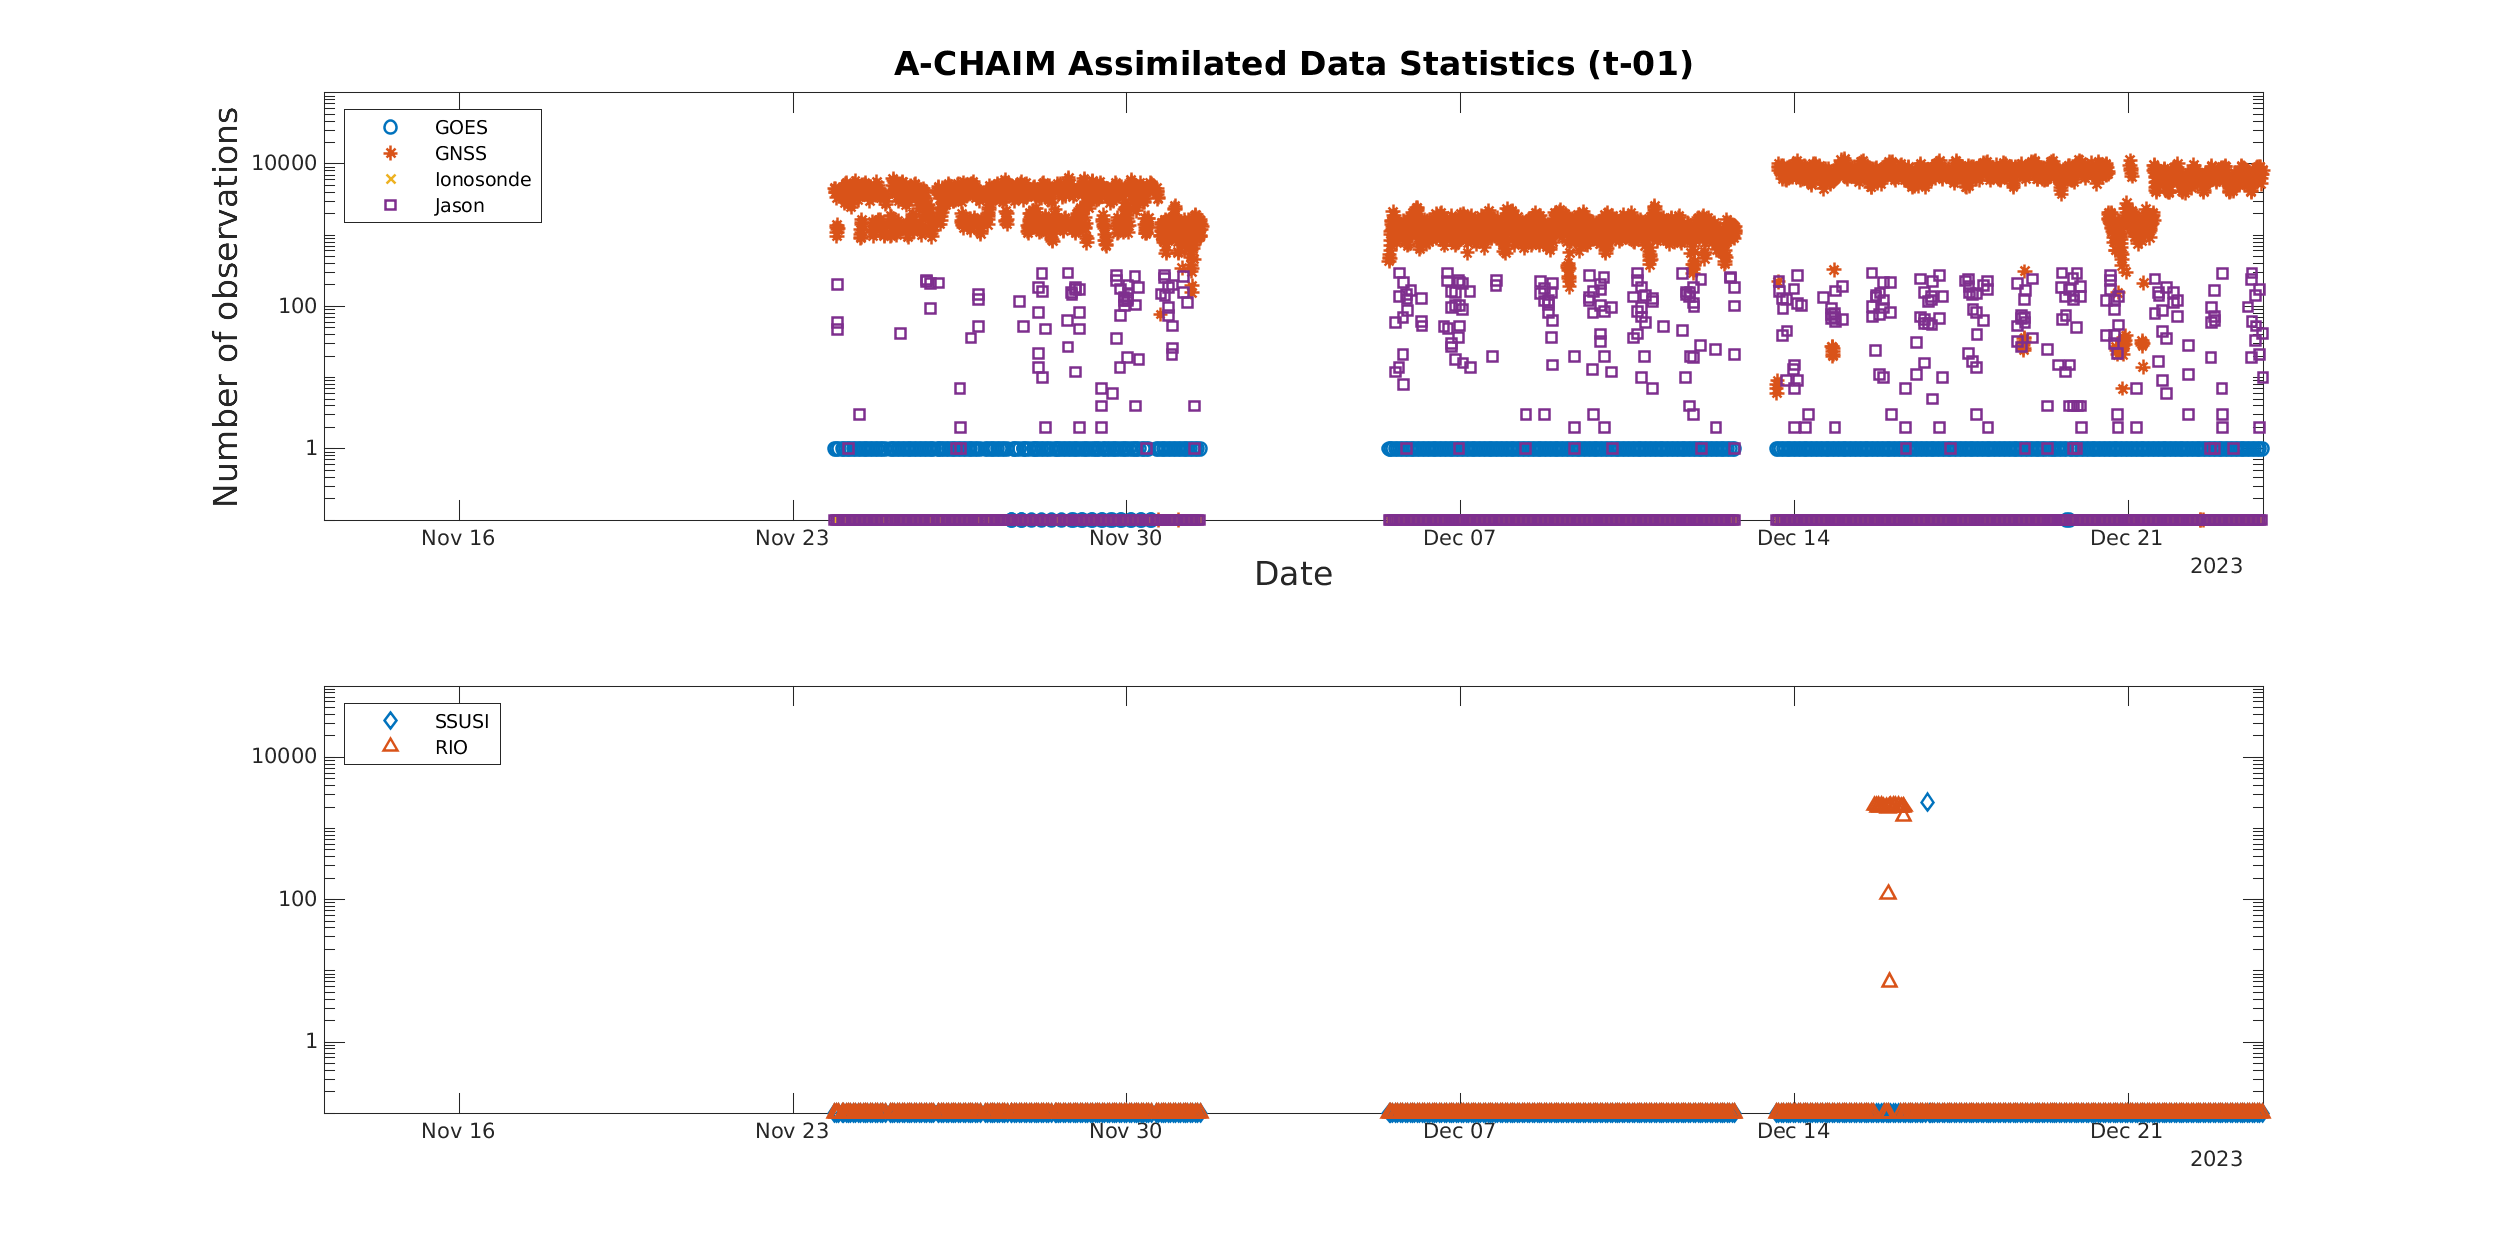 A-CHAIM Assimilated Data Statistics (t-01)
Number of observations
10000
100
1
GOES
GNSS
Ionosonde
Jason
Nov 16 Nov 23 Nov 30 Dec 07 Dec 14 Dec 21
2023
Date
10000
100
1
SSUSI
RIO
Nov 16 Nov 23 Nov 30 Dec 07 Dec 14 Dec 21
2023